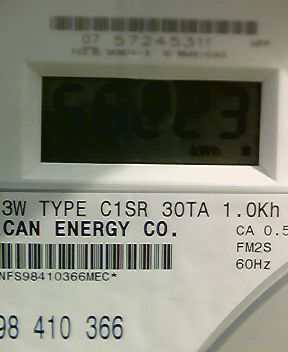 07 57245311
kWh
3W TYPE C1SR 30TA 1.0Kh
CAN ENERGY CO.
CA 0.5
FM2S
60Hz
NFS98410366MEC*
98 410 366